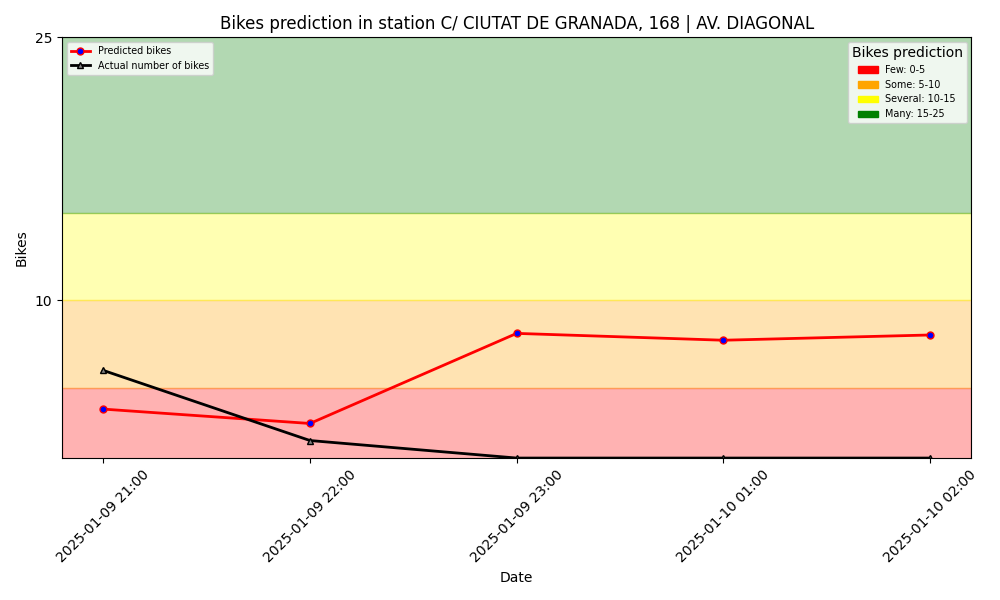 Bikes prediction in station C/ CIUTAT DE GRANADA, 168 | AV. DIAGONAL
25
Predicted bikes
Actual number of bikes
Bikes prediction
Few: 0-5
Some: 5-10
Several: 10-15
Many: 15-25
Bikes
10
2025-01-09 21:00
2025-01-09 22:00
2025-01-09 23:00
2025-01-10 01:00
2025-01-10 02:00
Date